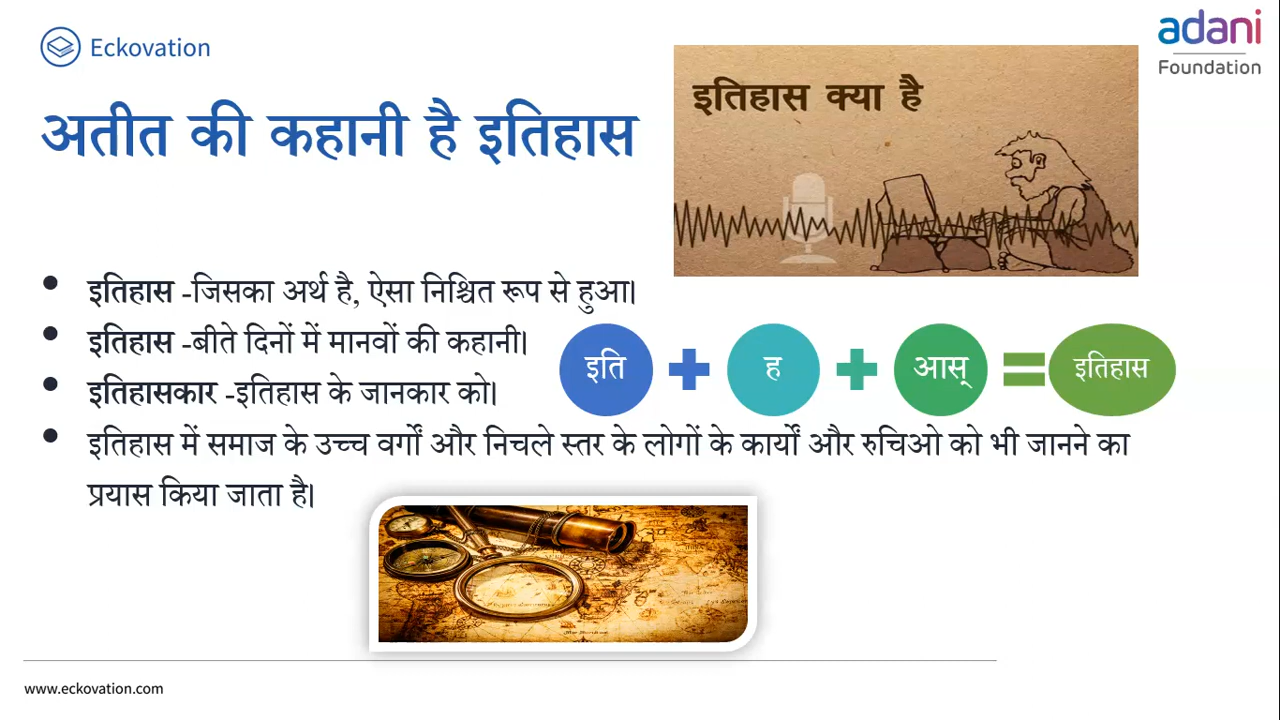 Eckovation
adani
Foundation
इतिहास क्या है
अतीत की कहानी है इतिहास
• इतिहास -जिसका अर्थ है, ऐसा निश्चित रूप से हुआ।
• इतिहास -बीते दिनों में मानवों की कहानी।
• इतिहासकार -इतिहास के जानकार को।
इति + ह + आस् = इतिहास
• इतिहास में समाज के उच्च वर्गों और निचले स्तर के लोगों के कार्यों और रुचिओ को भी जानने का
प्रयास किया जाता है।
www.eckovation.com